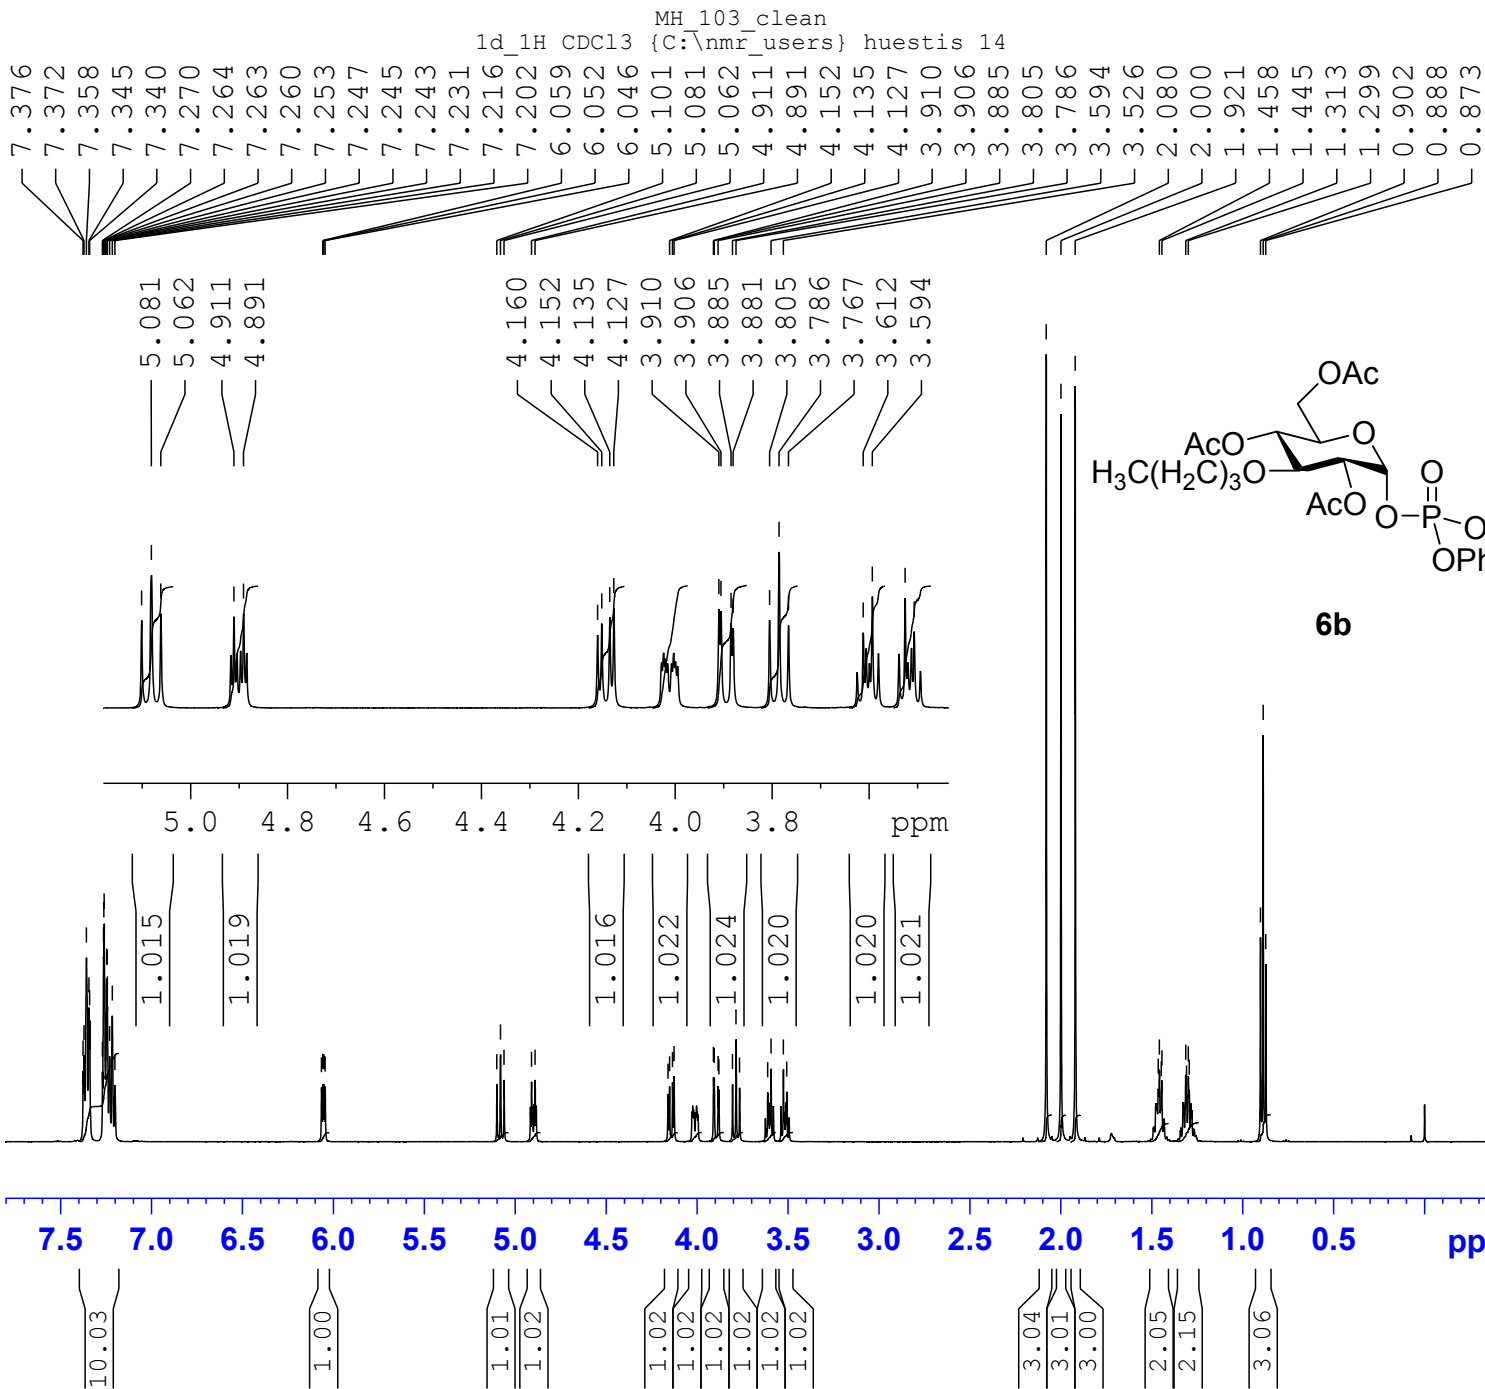 MH_103_clean
1d_1H CDCl3 {C:\nmr_users} huestis 14
7.376 7.372 7.358 7.345 7.340 7.270 7.264 7.263 7.260 7.253 7.247 7.245 7.243 7.231 7.216 7.202 6.059 6.052 6.046 5.101 5.081 5.062 4.911 4.891 4.152 4.135 4.127 3.910 3.906 3.885 3.805 3.786 3.594 3.526 2.080 2.000 1.921 1.458 1.445 1.313 1.299 0.902 0.888 0.873
5.081 5.062 4.911 4.891 4.160 4.152 4.135 4.127 3.910 3.906 3.885 3.881 3.805 3.786 3.767 3.612 3.594
OAc
AcO O
H3C(H2C)3O O
AcO O P O
OPh
6b
5.0 4.8 4.6 4.4 4.2 4.0 3.8 ppm
1.015 1.019 1.016 1.022 1.024 1.020 1.020 1.021
7.5 7.0 6.5 6.0 5.5 5.0 4.5 4.0 3.5 3.0 2.5 2.0 1.5 1.0 0.5 pp
10.03 1.00 1.01 1.02 1.02 1.02 1.02 1.02 1.02 1.02 3.04 3.01 3.00 2.05 2.15 3.06